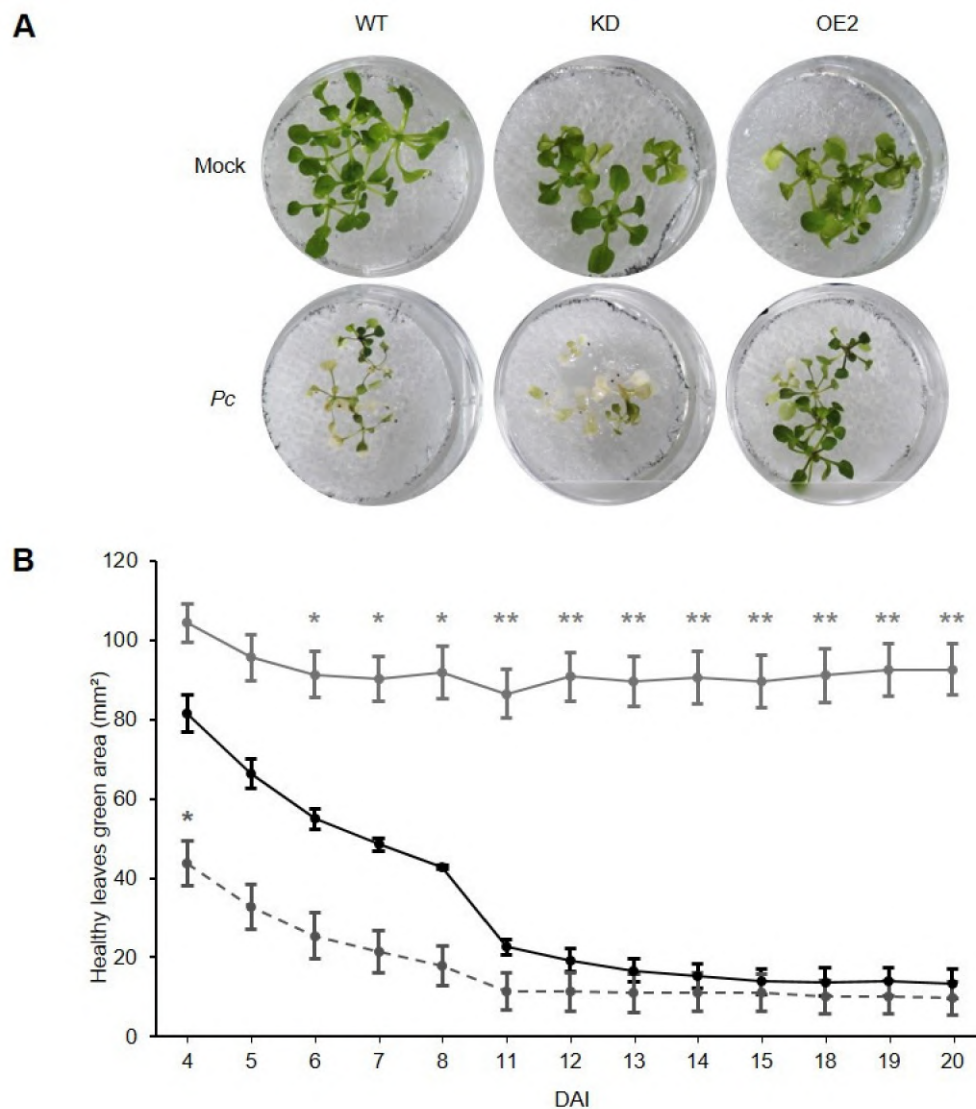 A
WT KD OE2
Mock
Pc
B
Healthy leaves green area (mm²)
120
100
80
60
40
20
0
* * * ** ** ** ** ** ** ** **
*
4 5 6 7 8 11 12 13 14 15 18 19 20
DAI